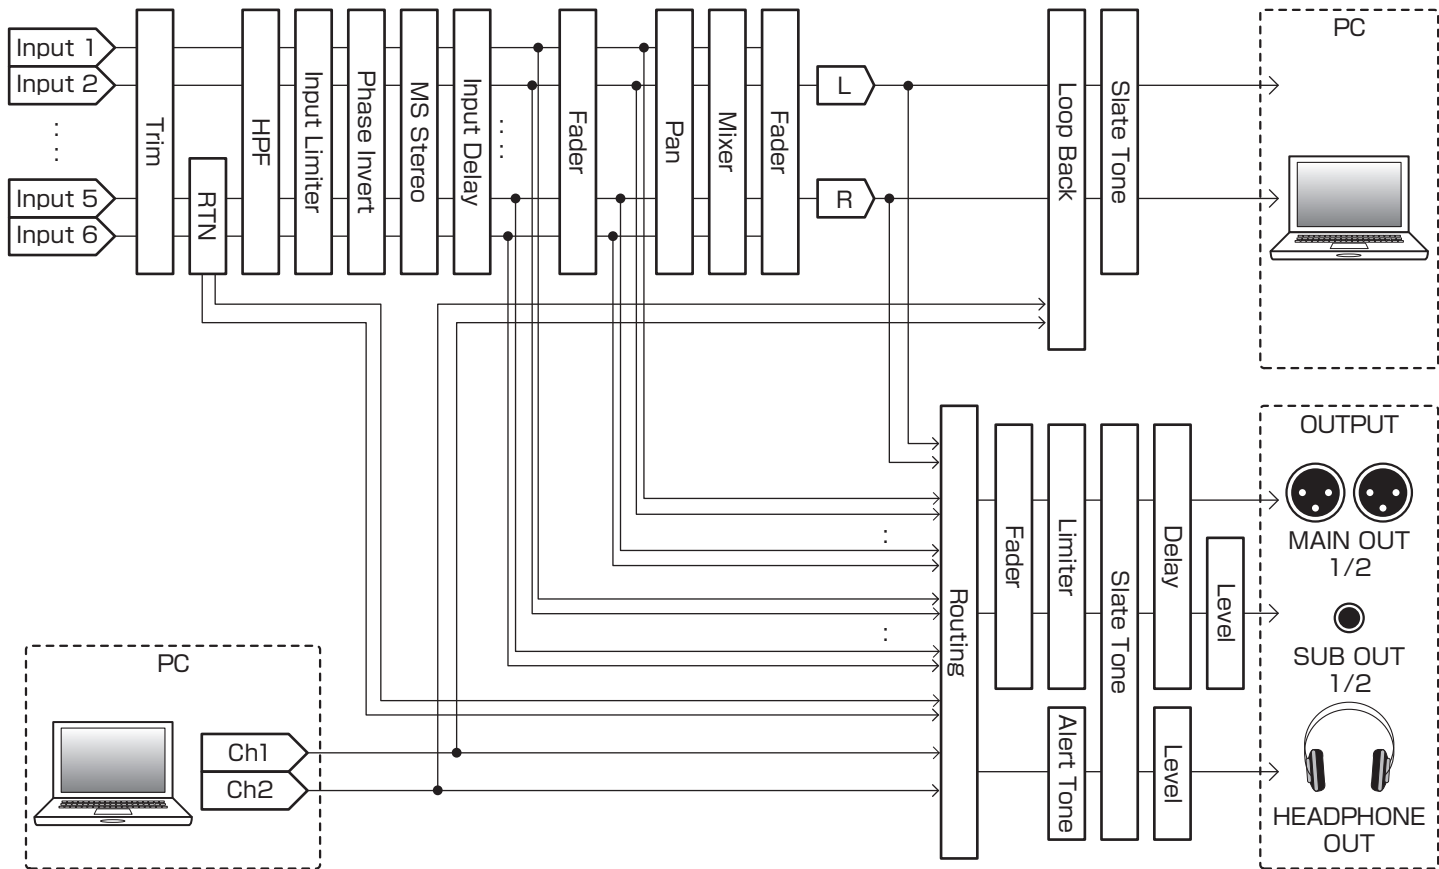 Input 1
Input 2
Input 5
Input 6
Trim
RTN
HPF
Input Limiter
Phase Invert
MS Stereo
Input Delay
Fader
Pan
Mixer
Fader
L
R
Loop Back
Slate Tone
PC
PC
Ch1
Ch2
Routing
Fader
Limiter
Alert Tone
Slate Tone
Delay
Level
Level
OUTPUT
MAIN OUT
1/2
SUB OUT
1/2
HEADPHONE
OUT